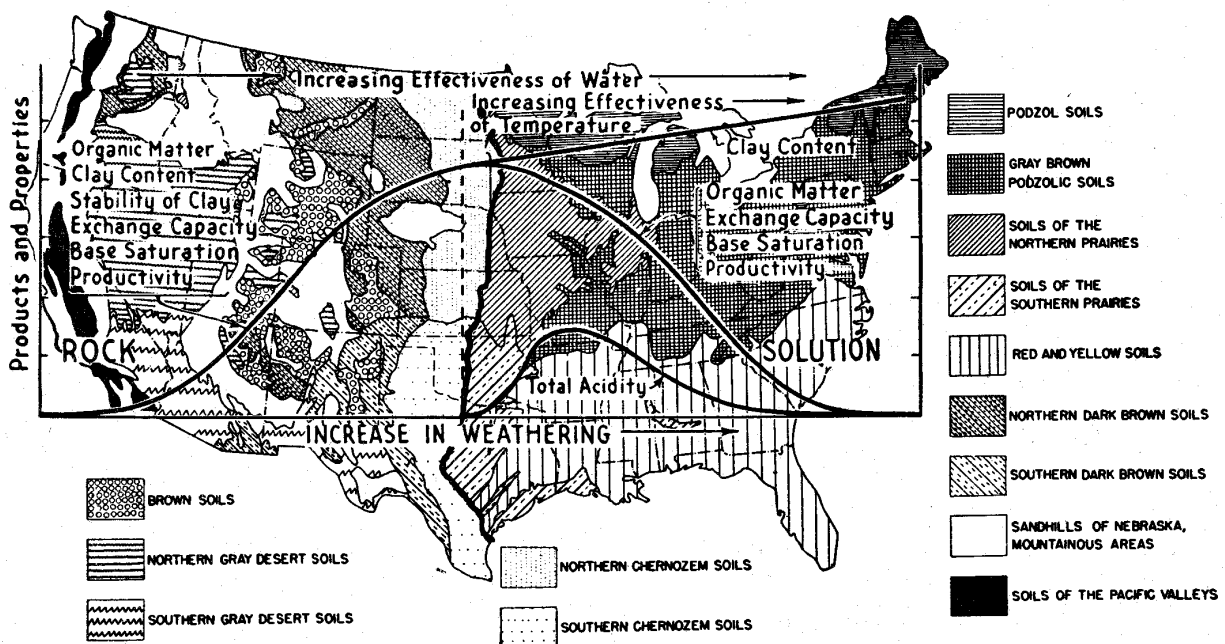 Increasing Effectiveness of Water
Increasing Effectiveness
of Temperature
Organic Matter
Clay Content
Stability of Clay
Exchange Capacity
Base Saturation
Productivity
Clay Content
Organic Matter
Exchange Capacity
Base Saturation
Productivity
Products and Properties
ROCK
SOLUTION
Total Acidity
INCREASE IN WEATHERING
PODZOL SOILS
GRAY BROWN
PODZOLIC SOILS
SOILS OF THE
NORTHERN PRAIRIES
SOILS OF THE
SOUTHERN PRAIRIES
RED AND YELLOW SOILS
NORTHERN DARK BROWN SOILS
SOUTHERN DARK BROWN SOILS
SANDHILLS OF NEBRASKA,
MOUNTAINOUS AREAS
SOILS OF THE PACIFIC VALLEYS
BROWN SOILS
NORTHERN GRAY DESERT SOILS
SOUTHERN GRAY DESERT SOILS
NORTHERN CHERNOZEM SOILS
SOUTHERN CHERNOZEM SOILS